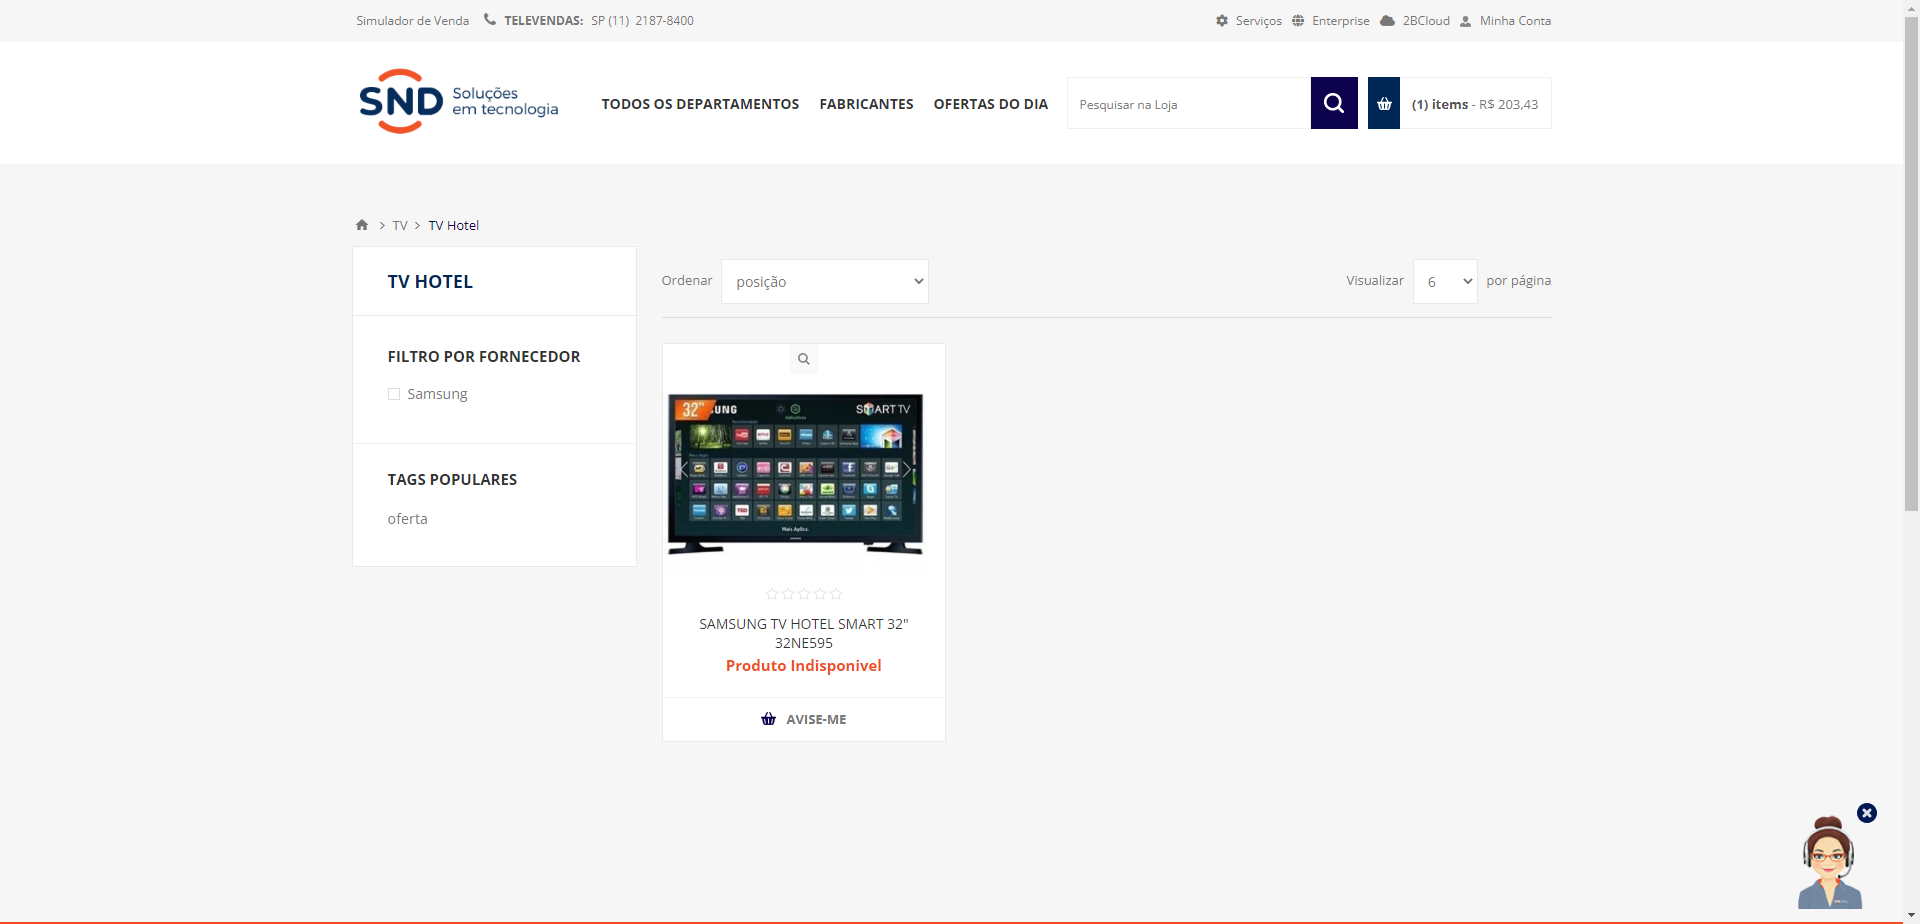 Simulador de Venda TELEVENDAS: SP (11) 2187-8400 Serviços Enterprise 2BCloud Minha Conta
SND Soluções em tecnologia
TODOS OS DEPARTAMENTOS FABRICANTES OFERTAS DO DIA Pesquisar na Loja (1) items - R$ 203,43
> TV > TV Hotel
TV HOTEL
Ordenar posição Visualizar 6 por página
FILTRO POR FORNECEDOR
Samsung
TAGS POPULARES
oferta
32" UNG SMART TV
Mais Aplics.
SAMSUNG TV HOTEL SMART 32"
32NE595
Produto Indisponivel
AVISE-ME